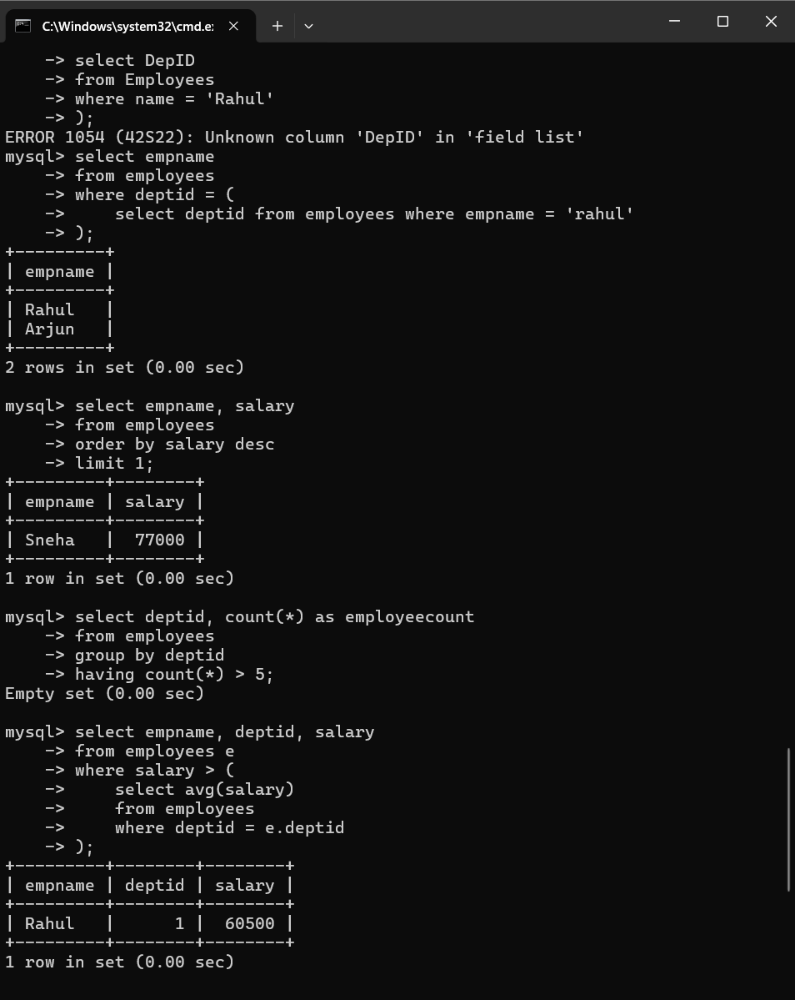 C:\Windows\system32\cmd.e:
    -> select DepID
    -> from Employees
    -> where name = 'Rahul'
    -> );
ERROR 1054 (42S22): Unknown column 'DepID' in 'field list'
mysql> select empname
    -> from employees
    -> where deptid = (
    ->     select deptid from employees where empname = 'rahul'
    -> );
+---------+
| empname |
+---------+
| Rahul   |
| Arjun   |
+---------+
2 rows in set (0.00 sec)

mysql> select empname, salary
    -> from employees
    -> order by salary desc
    -> limit 1;
+---------+--------+
| empname | salary |
+---------+--------+
| Sneha   |  77000 |
+---------+--------+
1 row in set (0.00 sec)

mysql> select deptid, count(*) as employeecount
    -> from employees
    -> group by deptid
    -> having count(*) > 5;
Empty set (0.00 sec)

mysql> select empname, deptid, salary
    -> from employees e
    -> where salary > (
    ->     select avg(salary)
    ->     from employees
    ->     where deptid = e.deptid
    -> );
+---------+--------+--------+
| empname | deptid | salary |
+---------+--------+--------+
| Rahul   |      1 |  60500 |
+---------+--------+--------+
1 row in set (0.00 sec)